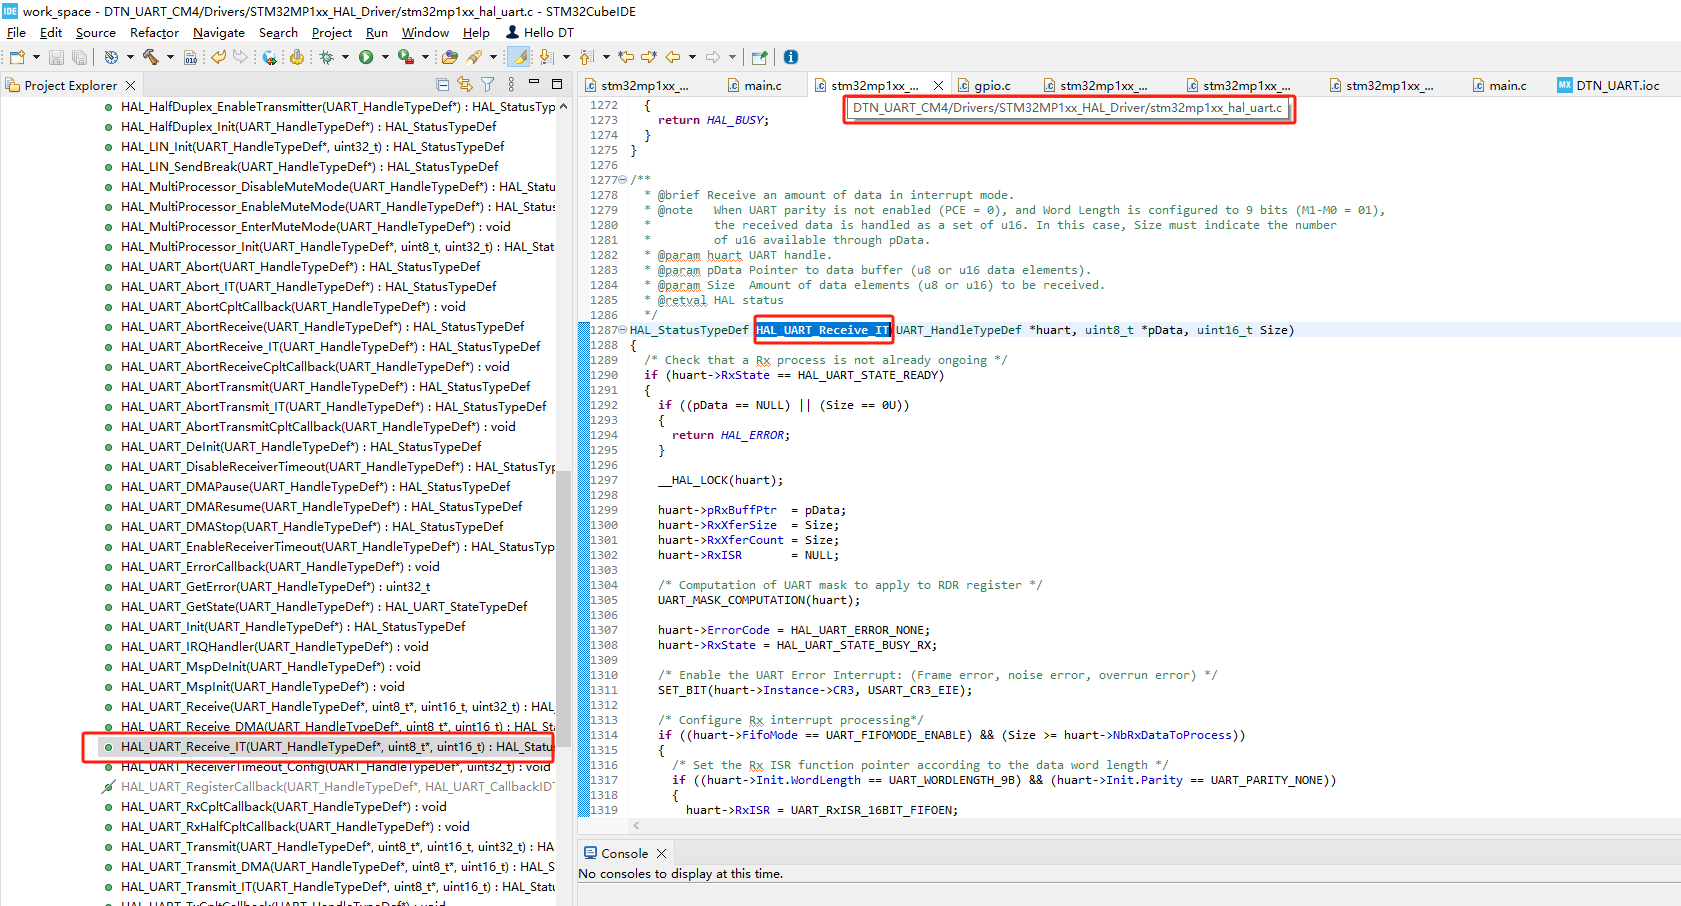 IDE work_space - DTN_UART_CM4/Drivers/STM32MP1xx_HAL_Driver/stm32mp1xx_hal_uart.c - STM32CubeIDE
File Edit Source Refactor Navigate Search Project Run Window Help Hello DT
Project Explorer
HAL_HalfDuplex_EnableTransmitter(UART_HandleTypeDef*) : HAL_StatusTyp
HAL_HalfDuplex_Init(UART_HandleTypeDef*) : HAL_StatusTypeDef
HAL_LIN_Init(UART_HandleTypeDef*, uint32_t) : HAL_StatusTypeDef
HAL_LIN_SendBreak(UART_HandleTypeDef*) : HAL_StatusTypeDef
HAL_MultiProcessor_DisableMuteMode(UART_HandleTypeDef*) : HAL_Statu
HAL_MultiProcessor_EnableMuteMode(UART_HandleTypeDef*) : HAL_Status
HAL_MultiProcessor_EnterMuteMode(UART_HandleTypeDef*) : void
HAL_MultiProcessor_Init(UART_HandleTypeDef*, uint8_t, uint32_t) : HAL_Stat
HAL_UART_Abort(UART_HandleTypeDef*) : HAL_StatusTypeDef
HAL_UART_Abort_IT(UART_HandleTypeDef*) : HAL_StatusTypeDef
HAL_UART_AbortCpltCallback(UART_HandleTypeDef*) : void
HAL_UART_AbortReceive(UART_HandleTypeDef*) : HAL_StatusTypeDef
HAL_UART_AbortReceive_IT(UART_HandleTypeDef*) : HAL_StatusTypeDef
HAL_UART_AbortReceiveCpltCallback(UART_HandleTypeDef*) : void
HAL_UART_AbortTransmit(UART_HandleTypeDef*) : HAL_StatusTypeDef
HAL_UART_AbortTransmit_IT(UART_HandleTypeDef*) : HAL_StatusTypeDef
HAL_UART_AbortTransmitCpltCallback(UART_HandleTypeDef*) : void
HAL_UART_DeInit(UART_HandleTypeDef*) : HAL_StatusTypeDef
HAL_UART_DisableReceiverTimeout(UART_HandleTypeDef*) : HAL_StatusTyp
HAL_UART_DMAPause(UART_HandleTypeDef*) : HAL_StatusTypeDef
HAL_UART_DMAResume(UART_HandleTypeDef*) : HAL_StatusTypeDef
HAL_UART_DMAStop(UART_HandleTypeDef*) : HAL_StatusTypeDef
HAL_UART_EnableReceiverTimeout(UART_HandleTypeDef*) : HAL_StatusTyp
HAL_UART_ErrorCallback(UART_HandleTypeDef*) : void
HAL_UART_GetError(UART_HandleTypeDef*) : uint32_t
HAL_UART_GetState(UART_HandleTypeDef*) : HAL_UART_StateTypeDef
HAL_UART_Init(UART_HandleTypeDef*) : HAL_StatusTypeDef
HAL_UART_IRQHandler(UART_HandleTypeDef*) : void
HAL_UART_MspDeInit(UART_HandleTypeDef*) : void
HAL_UART_MspInit(UART_HandleTypeDef*) : void
HAL_UART_Receive(UART_HandleTypeDef*, uint8_t*, uint16_t, uint32_t) : HAL_
HAL_UART_Receive_DMA(UART_HandleTypeDef*, uint8_t*, uint16_t) : HAL_Sta
HAL_UART_Receive_IT(UART_HandleTypeDef*, uint8_t*, uint16_t) : HAL_Statu
HAL_UART_ReceiverTimeout_Config(UART_HandleTypeDef*, uint32_t) : void
HAL_UART_RegisterCallback(UART_HandleTypeDef*, HAL_UART_CallbackIDT
HAL_UART_RxCpltCallback(UART_HandleTypeDef*) : void
HAL_UART_RxHalfCpltCallback(UART_HandleTypeDef*) : void
HAL_UART_Transmit(UART_HandleTypeDef*, uint8_t*, uint16_t, uint32_t) : HA
HAL_UART_Transmit_DMA(UART_HandleTypeDef*, uint8_t*, uint16_t) : HAL_S
HAL_UART_Transmit_IT(UART_HandleTypeDef*, uint8_t*, uint16_t) : HAL_Statu
HAL_UART_TxCpltCallback(UART_HandleTypeDef*) : void
stm32mp1xx_... main.c stm32mp1xx_... gpio.c stm32mp1xx_... stm32mp1xx_... stm32mp1xx_... main.c MX DTN_UART.ioc
DTN_UART_CM4/Drivers/STM32MP1xx_HAL_Driver/stm32mp1xx_hal_uart.c
1272 {
1273 return HAL_BUSY;
1274 }
1275 }
1276
1277 /**
1278 * @brief Receive an amount of data in interrupt mode.
1279 * @note When UART parity is not enabled (PCE = 0), and Word Length is configured to 9 bits (M1-M0 = 01),
1280 * the received data is handled as a set of u16. In this case, Size must indicate the number
1281 * of u16 available through pData.
1282 * @param huart UART handle.
1283 * @param pData Pointer to data buffer (u8 or u16 data elements).
1284 * @param Size Amount of data elements (u8 or u16) to be received.
1285 * @retval HAL status
1286 */
1287 HAL_StatusTypeDef HAL_UART_Receive_IT(UART_HandleTypeDef *huart, uint8_t *pData, uint16_t Size)
1288 {
1289 /* Check that a Rx process is not already ongoing */
1290 if (huart->RxState == HAL_UART_STATE_READY)
1291 {
1292 if ((pData == NULL) || (Size == 0U))
1293 {
1294 return HAL_ERROR;
1295 }
1296
1297 __HAL_LOCK(huart);
1298
1299 huart->pRxBuffPtr = pData;
1300 huart->RxXferSize = Size;
1301 huart->RxXferCount = Size;
1302 huart->RxISR = NULL;
1303
1304 /* Computation of UART mask to apply to RDR register */
1305 UART_MASK_COMPUTATION(huart);
1306
1307 huart->ErrorCode = HAL_UART_ERROR_NONE;
1308 huart->RxState = HAL_UART_STATE_BUSY_RX;
1309
1310 /* Enable the UART Error Interrupt: (Frame error, noise error, overrun error) */
1311 SET_BIT(huart->Instance->CR3, USART_CR3_EIE);
1312
1313 /* Configure Rx interrupt processing*/
1314 if ((huart->FifoMode == UART_FIFOMODE_ENABLE) && (Size >= huart->NbRxDataToProcess))
1315 {
1316 /* Set the Rx ISR function pointer according to the data word length */
1317 if ((huart->Init.WordLength == UART_WORDLENGTH_9B) && (huart->Init.Parity == UART_PARITY_NONE))
1318 {
1319 huart->RxISR = UART_RxISR_16BIT_FIFOEN;
Console
No consoles to display at this time.